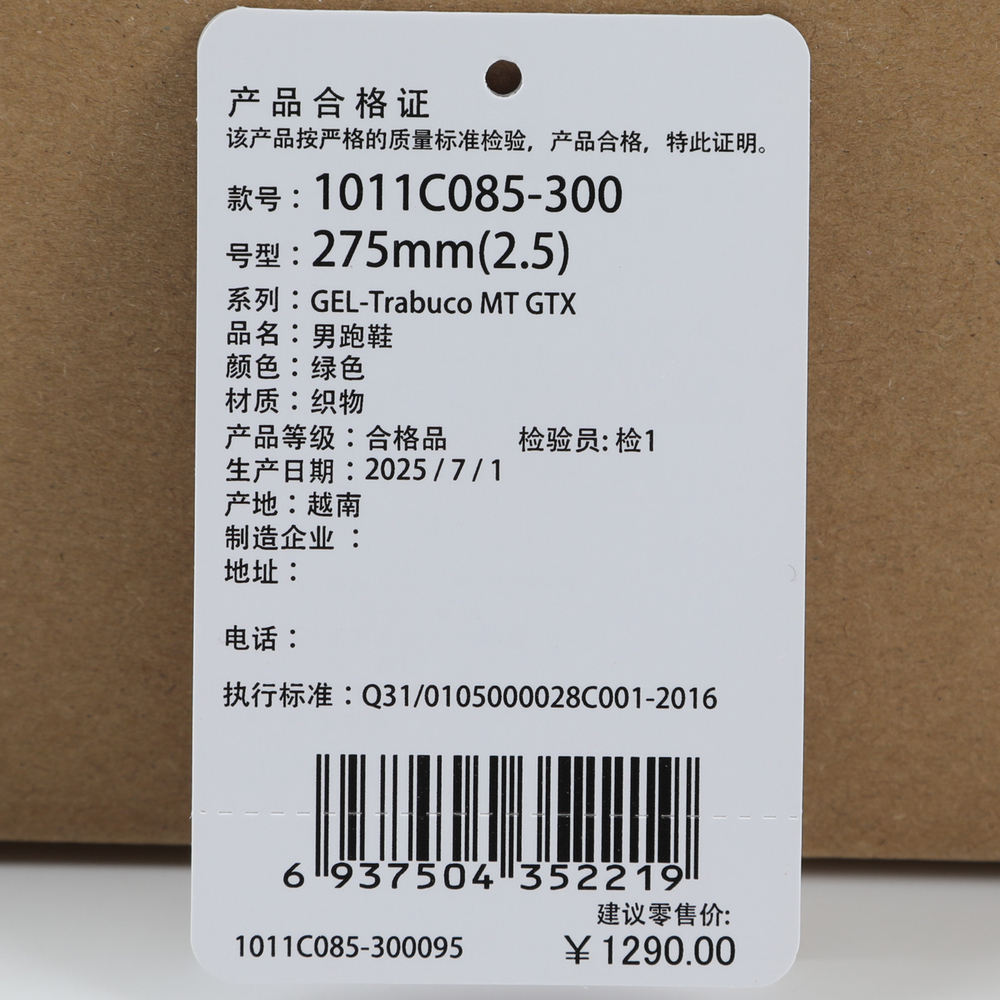 产品合格证
该产品按严格的质量标准检验，产品合格，特此证明。
款号：1011C085-300
号型：275mm(2.5)
系列：GEL-Trabuco MT GTX
品名：男跑鞋
颜色：绿色
材质：织物
产品等级：合格品 检验员: 检1
生产日期：2025 / 7 / 1
产地：越南
制造企业：
地址：
电话：
执行标准：Q31/0105000028C001-2016
6 937504 352219
建议零售价:
1011C085-300095 ¥ 1290.00